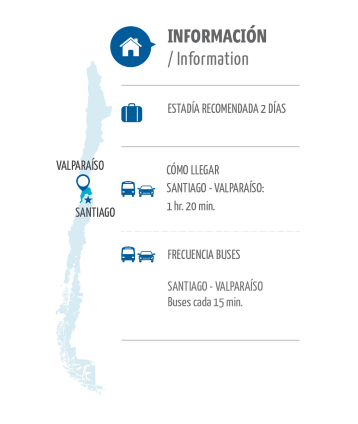 INFORMACIÓN
/ Information
ESTADÍA RECOMENDADA 2 DÍAS
VALPARAÍSO
SANTIAGO
CÓMO LLEGAR
SANTIAGO - VALPARAÍSO:
1 hr. 20 min.
FRECUENCIA BUSES
SANTIAGO - VALPARAÍSO
Buses cada 15 min.